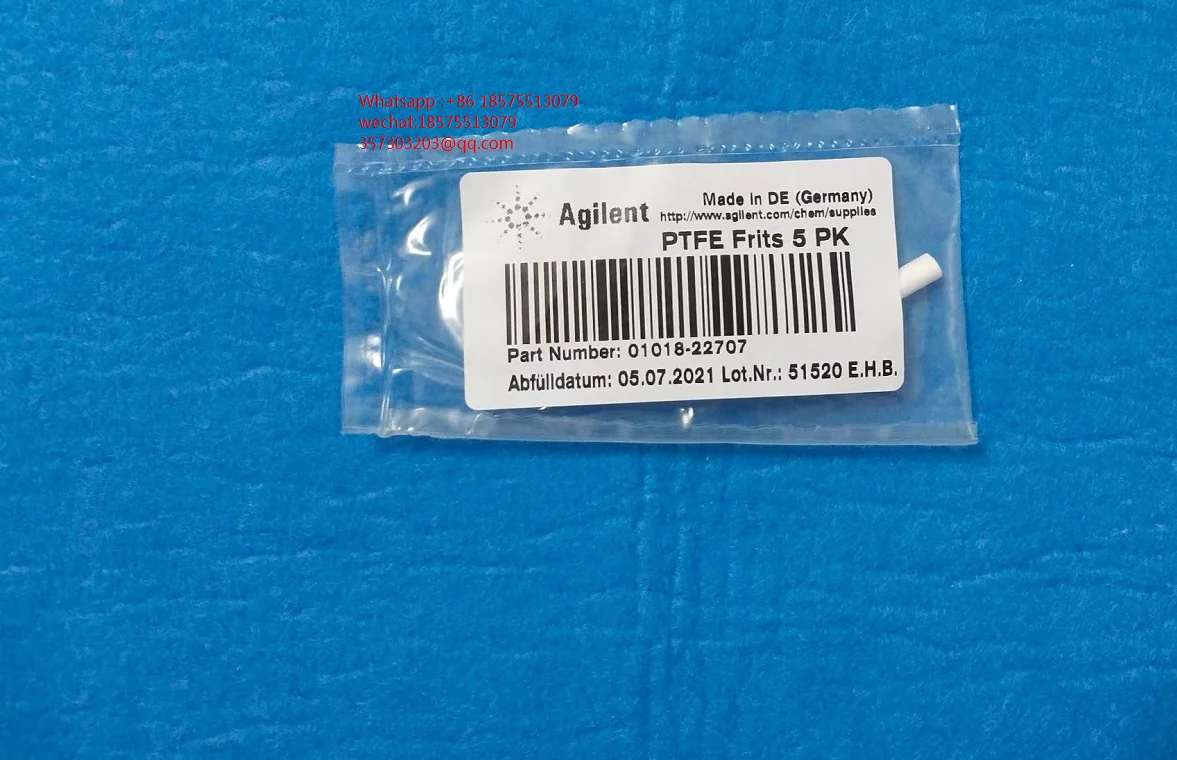 Whatsapp :+86 18575513079
wechat.18575513079
357303203@qq.com
Agilent
Made in DE (Germany)
http://www.agilent.com/chem/supplies
PTFE Frits 5 PK
Part Number: 01018-22707
Abfülldatum: 05.07.2021 Lot.Nr.: 51520 E.H.B.